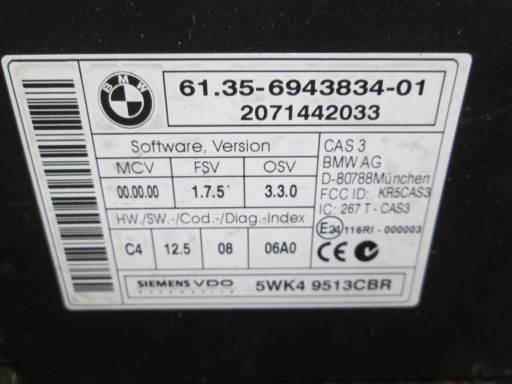 BMW
61.35-6943834-01
2071442033
Software, Version
MCV FSV OSV
00.00.00 1.7.5 3.3.0
HW./SW.-/Cod.-/Diag.-Index
C4 12.5 08 06A0
CAS 3
BMW AG
D-80788München
FCC ID: KR5CAS3
IC: 267 T - CAS3
E24 116RI - 000003
CE
SIEMENS VDO
5WK4 9513CBR